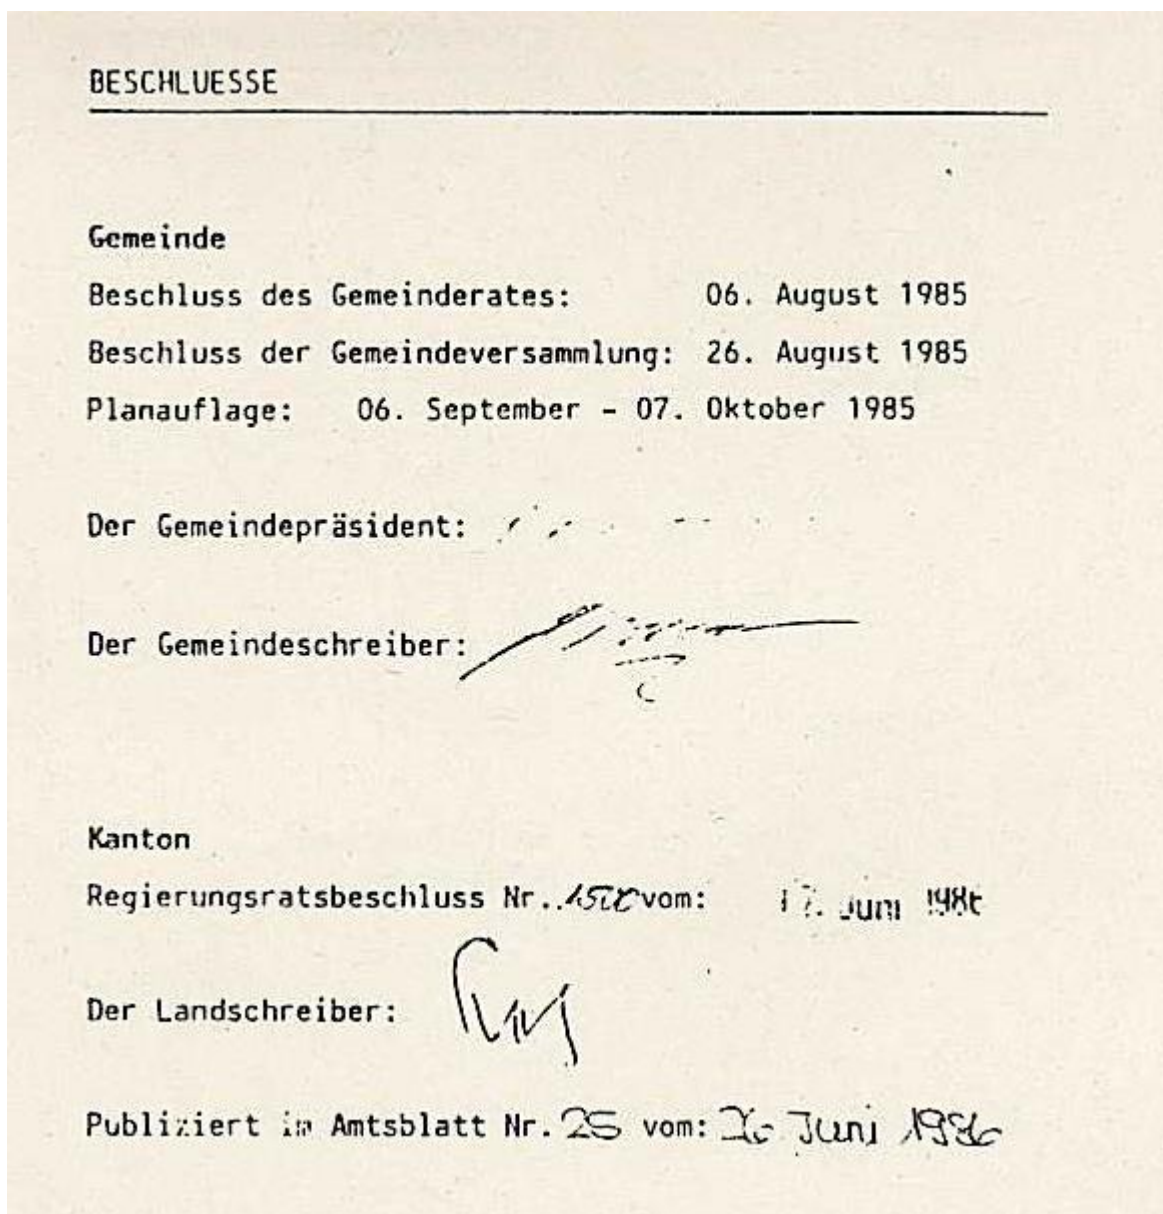 BESCHLUESSE
Gemeinde
Beschluss des Gemeinderates: 06. August 1985
Beschluss der Gemeindeversammlung: 26. August 1985
Planauflage: 06. September - 07. Oktober 1985
Der Gemeindepräsident:
Der Gemeindeschreiber:
Kanton
Regierungsratsbeschluss Nr. vom: 17. Juni 1986
Der Landschreiber:
Publiziert im Amtsblatt Nr. 25 vom: Juni 1986